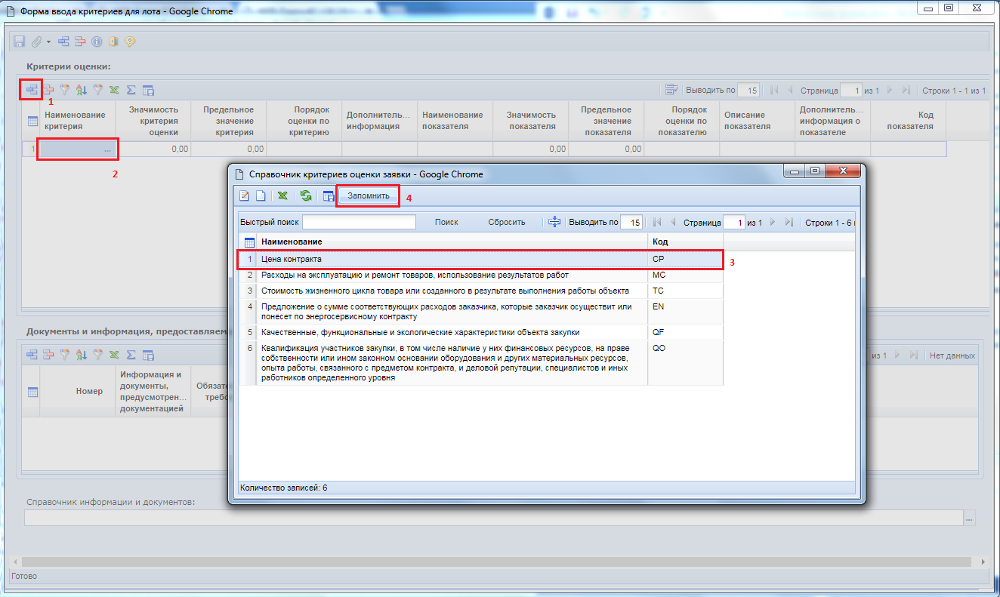 Форма ввода критериев для лота - Google Chrome
Критерии оценки:
1
Выводить по 15 Страница 1 из 1 Строки 1 - 1 из 1
Наименование критерия
Значимость критерия оценки
Предельное значение критерия
Порядок оценки по критерию
Дополнитель... информация
Наименование показателя
Значимость показателя
Предельное значение показателя
Порядок оценки по показателю
Описание показателя
Дополнитель... информация о показателе
Код показателя
1 ... 0,00 0,00 0,00 0,00
2
Справочник критериев оценки заявки - Google Chrome
Запомнить 4
Быстрый поиск Поиск Сбросить Выводить по 15 Страница 1 из 1 Строки 1 - 6
Наименование Код
1 Цена контракта CP
3
2 Расходы на эксплуатацию и ремонт товаров, использование результатов работ MC
3 Стоимость жизненного цикла товара или созданного в результате выполнения работы объекта TC
4 Предложение о сумме соответствующих расходов заказчика, которые заказчик осуществит или EN
понесет по энергосервисному контракту
5 Качественные, функциональные и экологические характеристики объекта закупки QF
6 Квалификация участников закупки, в том числе наличие у них финансовых ресурсов, на праве QO
собственности или ином законном основании оборудования и других материальных ресурсов,
опыта работы, связанного с предметом контракта, и деловой репутации, специалистов и иных
работников определенного уровня
Количество записей: 6
Документы и информация, предоставляем
из 1 Нет данных
Номер
Информация и документы, предусмотрен... документацией
Обязате
требо
Справочник информации и документов:
...
Готово